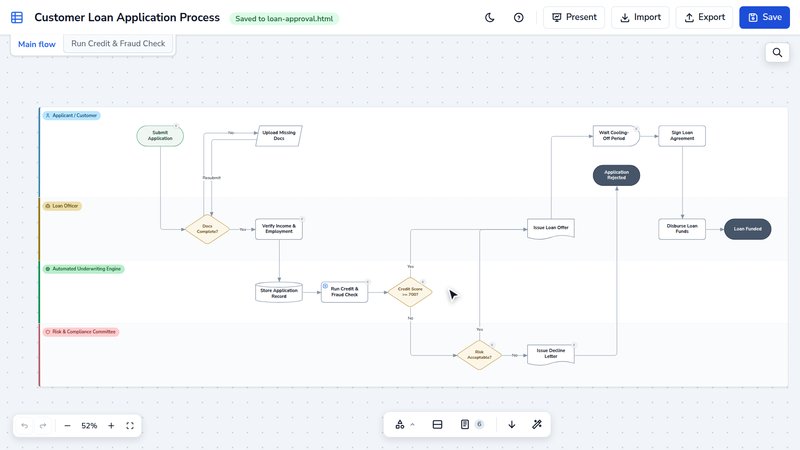 Customer Loan Application Process
Saved to loan-approval.html
Present
Import
Export
Save
Main flow
Run Credit & Fraud Check
Applicant / Customer
Submit
Application
No
Upload Missing
Docs
Wait Cooling-
Off Period
Sign Loan
Agreement
Resubmit
Application
Rejected
Loan Officer
Docs
Complete?
Yes
Verify Income &
Employment
Issue Loan Offer
Disburse Loan
Funds
Loan Funded
Automated Underwriting Engine
Yes
Store Application
Record
Run Credit &
Fraud Check
Credit Score
>= 700?
No
Risk & Compliance Committee
Yes
Risk
Acceptable?
No
Issue Decline
Letter
52%
6